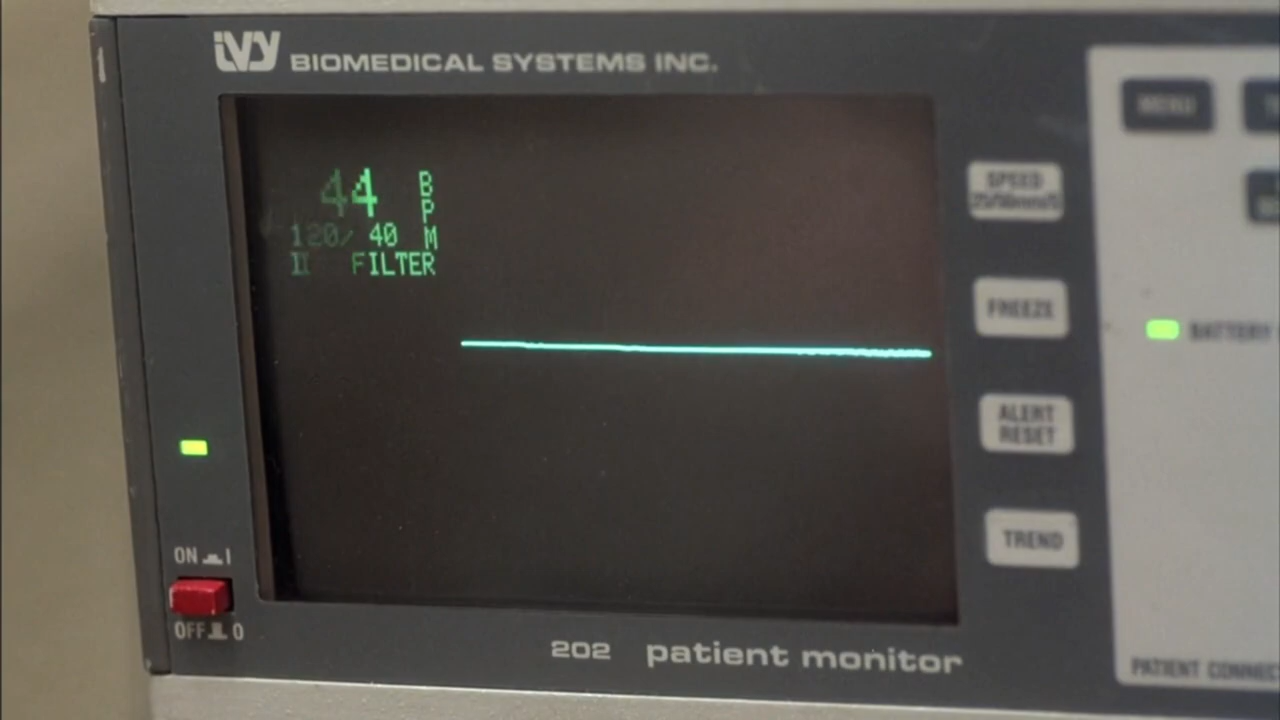 ivy BIOMEDICAL SYSTEMS INC.
44 BPM
120/ 40
II FILTER
MENU
SPEED
FREEZE
BATTERY
ALERT
RESET
TREND
ON I
OFF O
202 patient monitor
PATIENT CONNEC